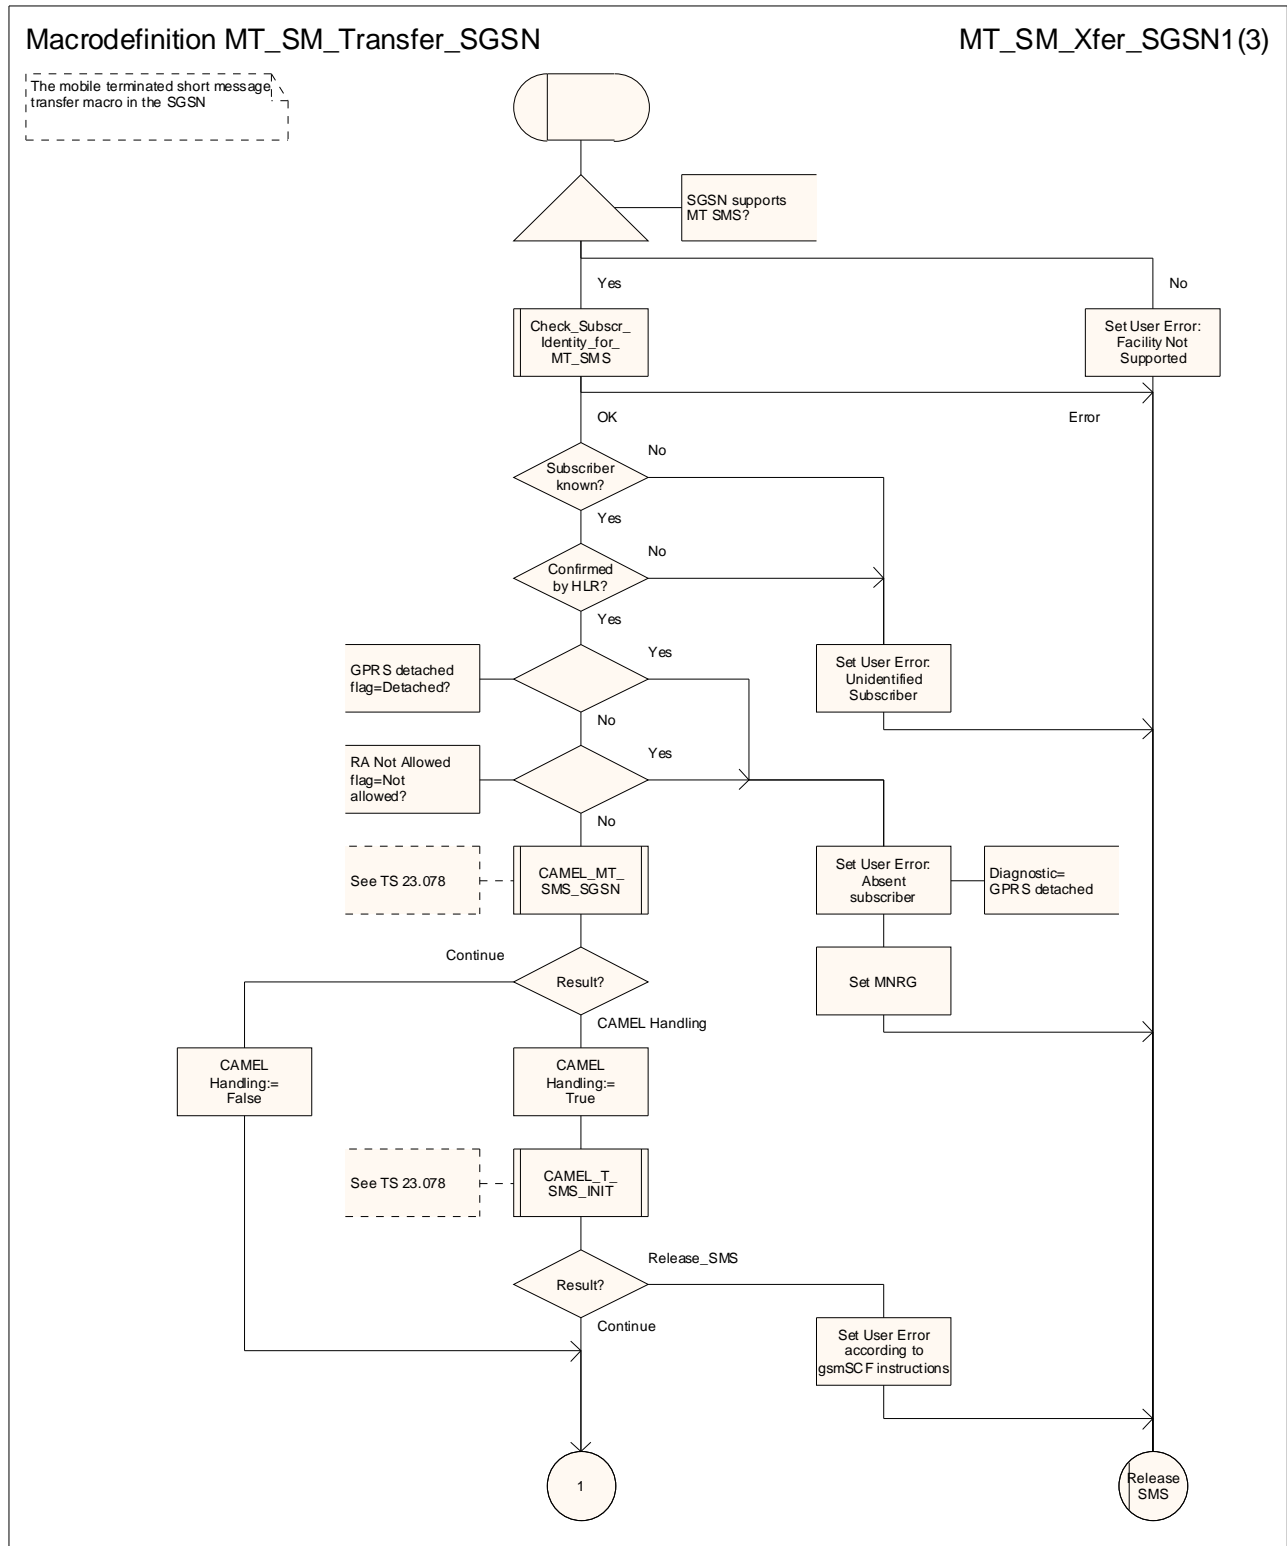 Macrodefinition MT_SM_Transfer_SGSN
MT_SM_Xfer_SGSN1(3)
The mobile terminated short message
transfer macro in the SGSN
SGSN supports
MT SMS?
Yes
No
Check_Subscr_
Identity_for_
MT_SMS
Set User Error:
Facility Not
Supported
OK
Error
Subscriber
known?
No
Yes
Confirmed
by HLR?
No
Yes
GPRS detached
flag=Detached?
Yes
Set User Error:
Unidentified
Subscriber
No
RA Not Allowed
flag=Not
allowed?
Yes
No
See TS 23.078
CAMEL_MT_
SMS_SGSN
Set User Error:
Absent
subscriber
Diagnostic=
GPRS detached
Continue
Result?
Set MNRG
CAMEL Handling
CAMEL
Handling:=
False
CAMEL
Handling:=
True
See TS 23.078
CAMEL_T_
SMS_INIT
Release_SMS
Result?
Continue
Set User Error
according to
gsmSCF instructions
1
Release
SMS